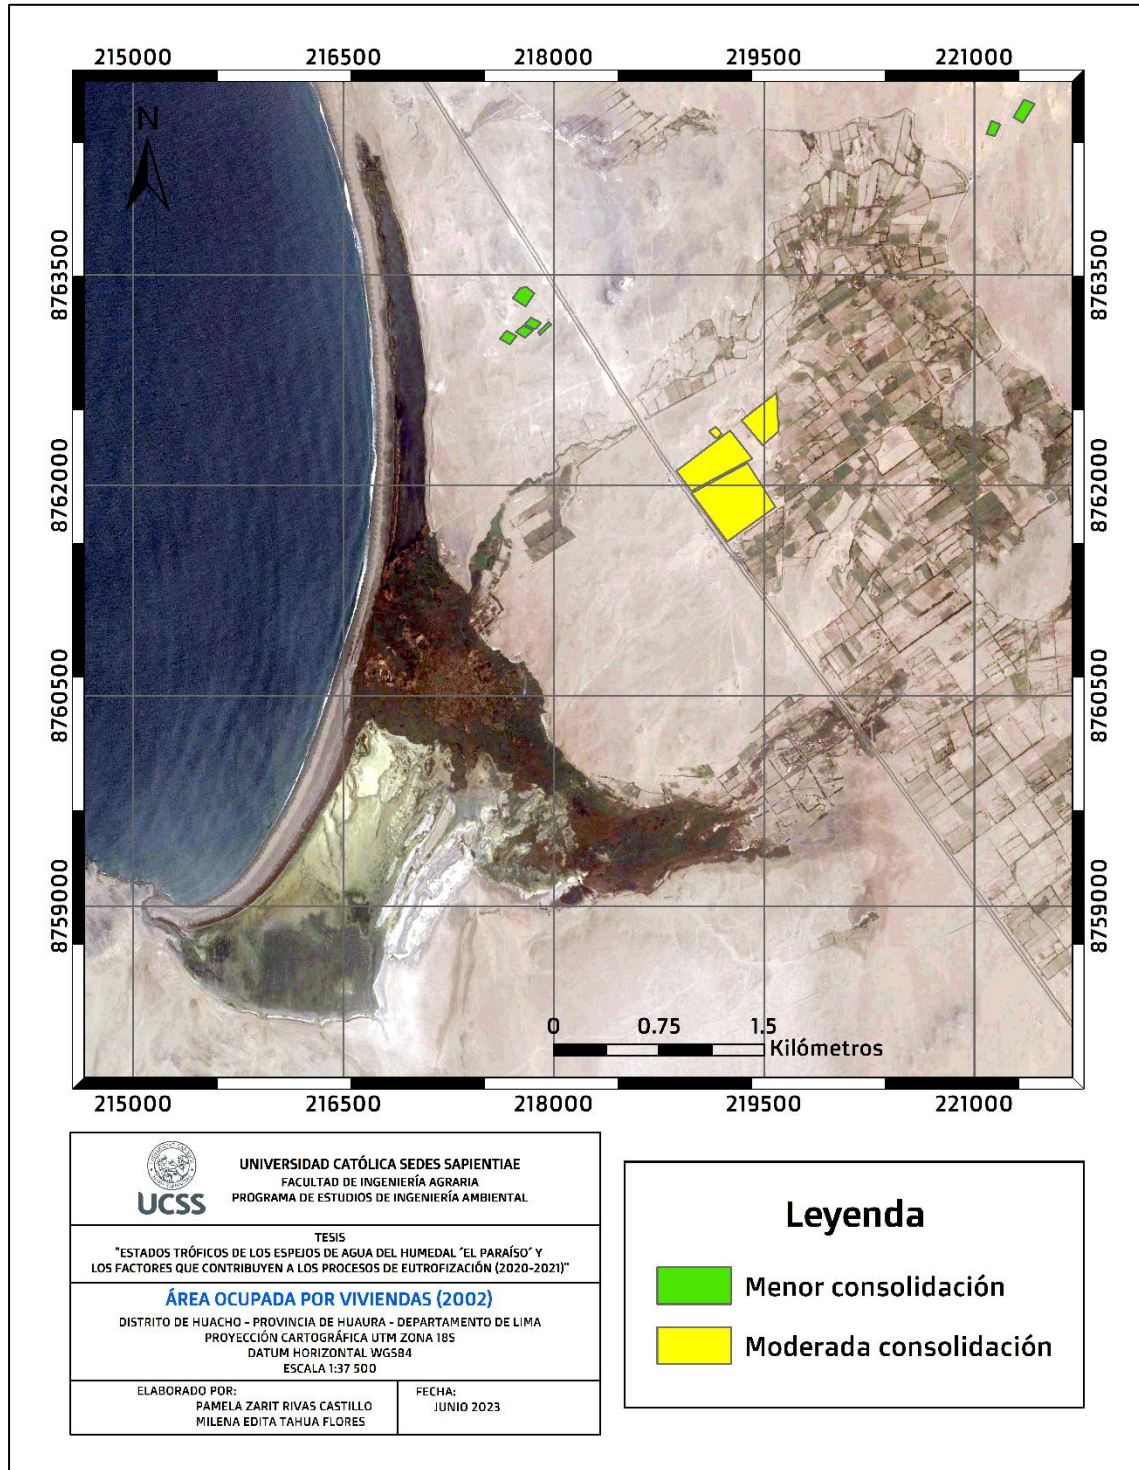 215000 216500 218000 219500 221000
N
8763500 8763500
8762000 8762000
8760500 8760500
8759000 8759000
0 0.75 1.5
Kilómetros
215000 216500 218000 219500 221000
UCSS
UNIVERSIDAD CATÓLICA SEDES SAPIENTIAE
FACULTAD DE INGENIERÍA AGRARIA
PROGRAMA DE ESTUDIOS DE INGENIERÍA AMBIENTAL
TESIS
"ESTADOS TRÓFICOS DE LOS ESPEJOS DE AGUA DEL HUMEDAL ´EL PARAÍSO´ Y
LOS FACTORES QUE CONTRIBUYEN A LOS PROCESOS DE EUTROFIZACIÓN (2020-2021)"
ÁREA OCUPADA POR VIVIENDAS (2002)
DISTRITO DE HUACHO - PROVINCIA DE HUAURA - DEPARTAMENTO DE LIMA
PROYECCIÓN CARTOGRÁFICA UTM ZONA 18S
DATUM HORIZONTAL WGS84
ESCALA 1:37 500
ELABORADO POR:
PAMELA ZARIT RIVAS CASTILLO
MILENA EDITA TAHUA FLORES
FECHA:
JUNIO 2023
Leyenda
Menor consolidación
Moderada consolidación